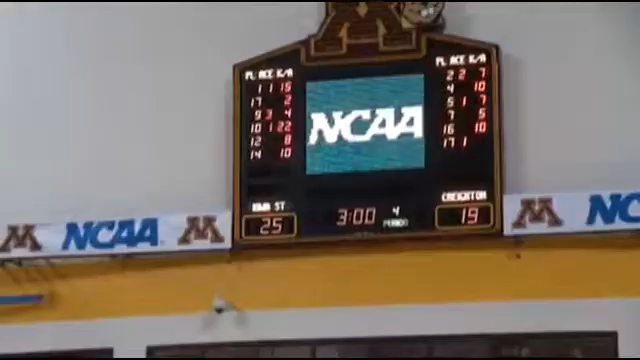 M
PL ACE K/A
1 1 15
17 2
9 3 4
10 1 22
12 8
14 10
NCAA
PL ACE K/A
2 2 7
4 10
5 1 7
7 5
16 10
17 1
IOWA ST
25
3:00
4
PERIOD
CREIGHTON
19
M NCAA M
M NCAA